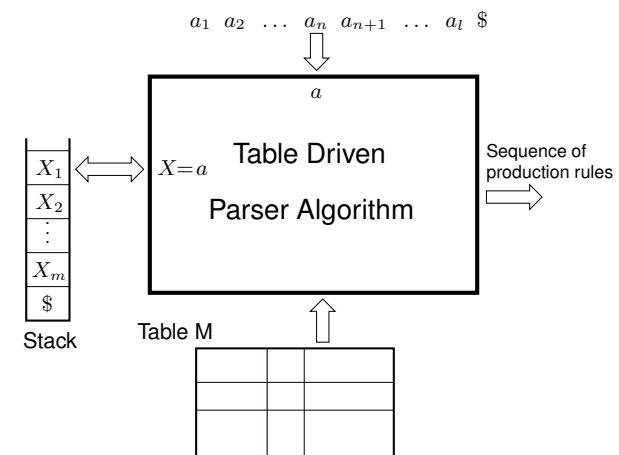 a₁ a₂ … aₙ aₙ₊₁ … aₗ $
a
X=a
Table Driven
Parser Algorithm
Sequence of
production rules
X₁
X₂
⋮
Xₘ
$
Stack
Table M